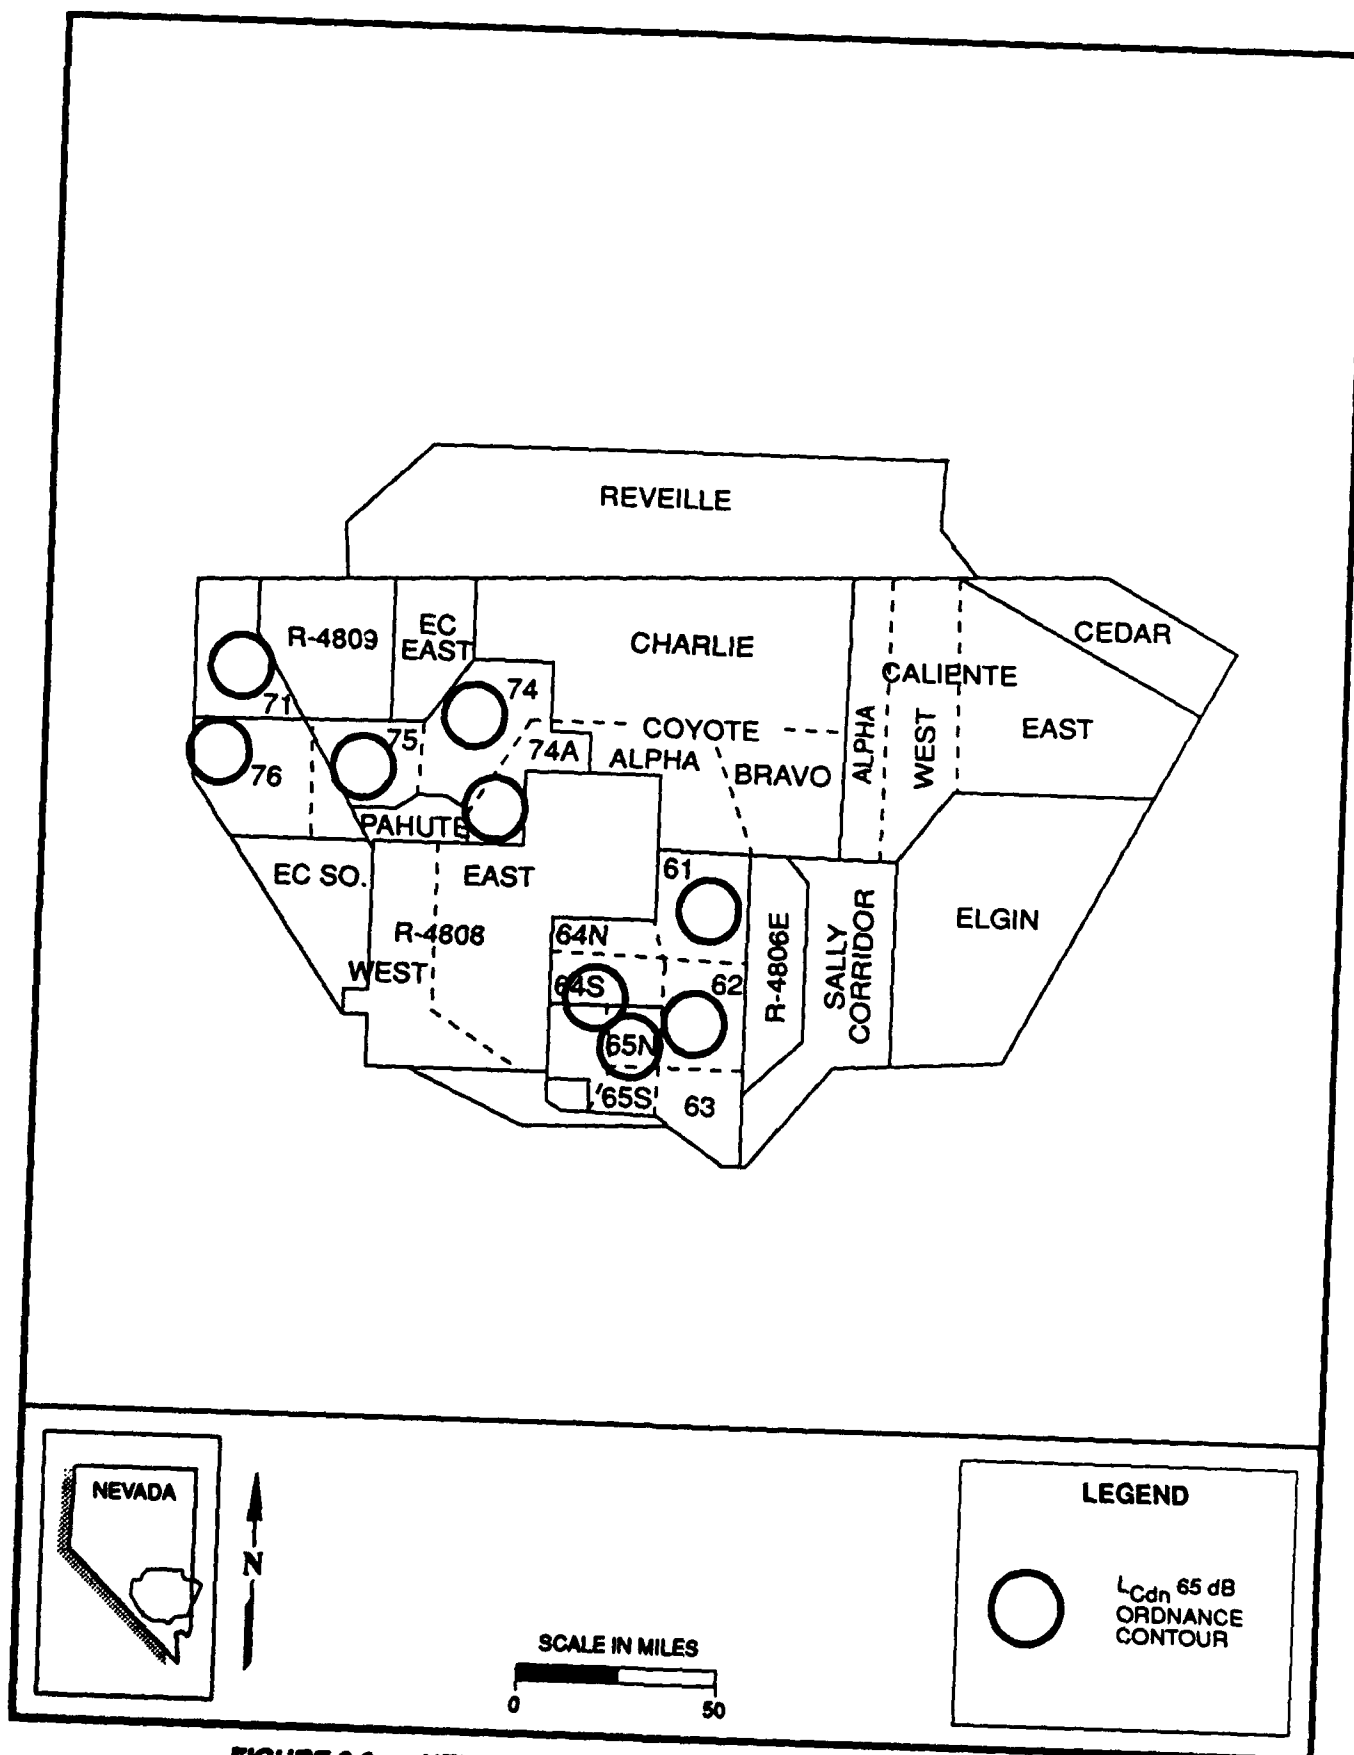 REVEILLE
R-4809
EC
EAST
CHARLIE
CEDAR
CALIENTE
71
74
75
76
74A
COYOTE
ALPHA
BRAVO
ALPHA
WEST
EAST
PAHUTE
EC SO.
EAST
61
R-4808
WEST
64N
64S
62
65N
65S
63
R-4806E
SALLY
CORRIDOR
ELGIN
NEVADA
N
SCALE IN MILES
0
50
LEGEND
LCdn 65 dB
ORDNANCE
CONTOUR